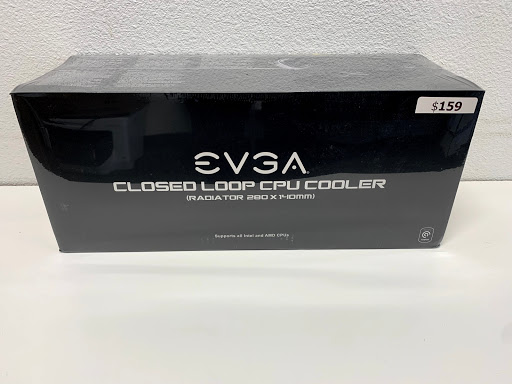 $159
EVGA
CLOSED LOOP CPU COOLER
(RADIATOR 280 X 140MM)
Supports all Intel and AMD CPUs